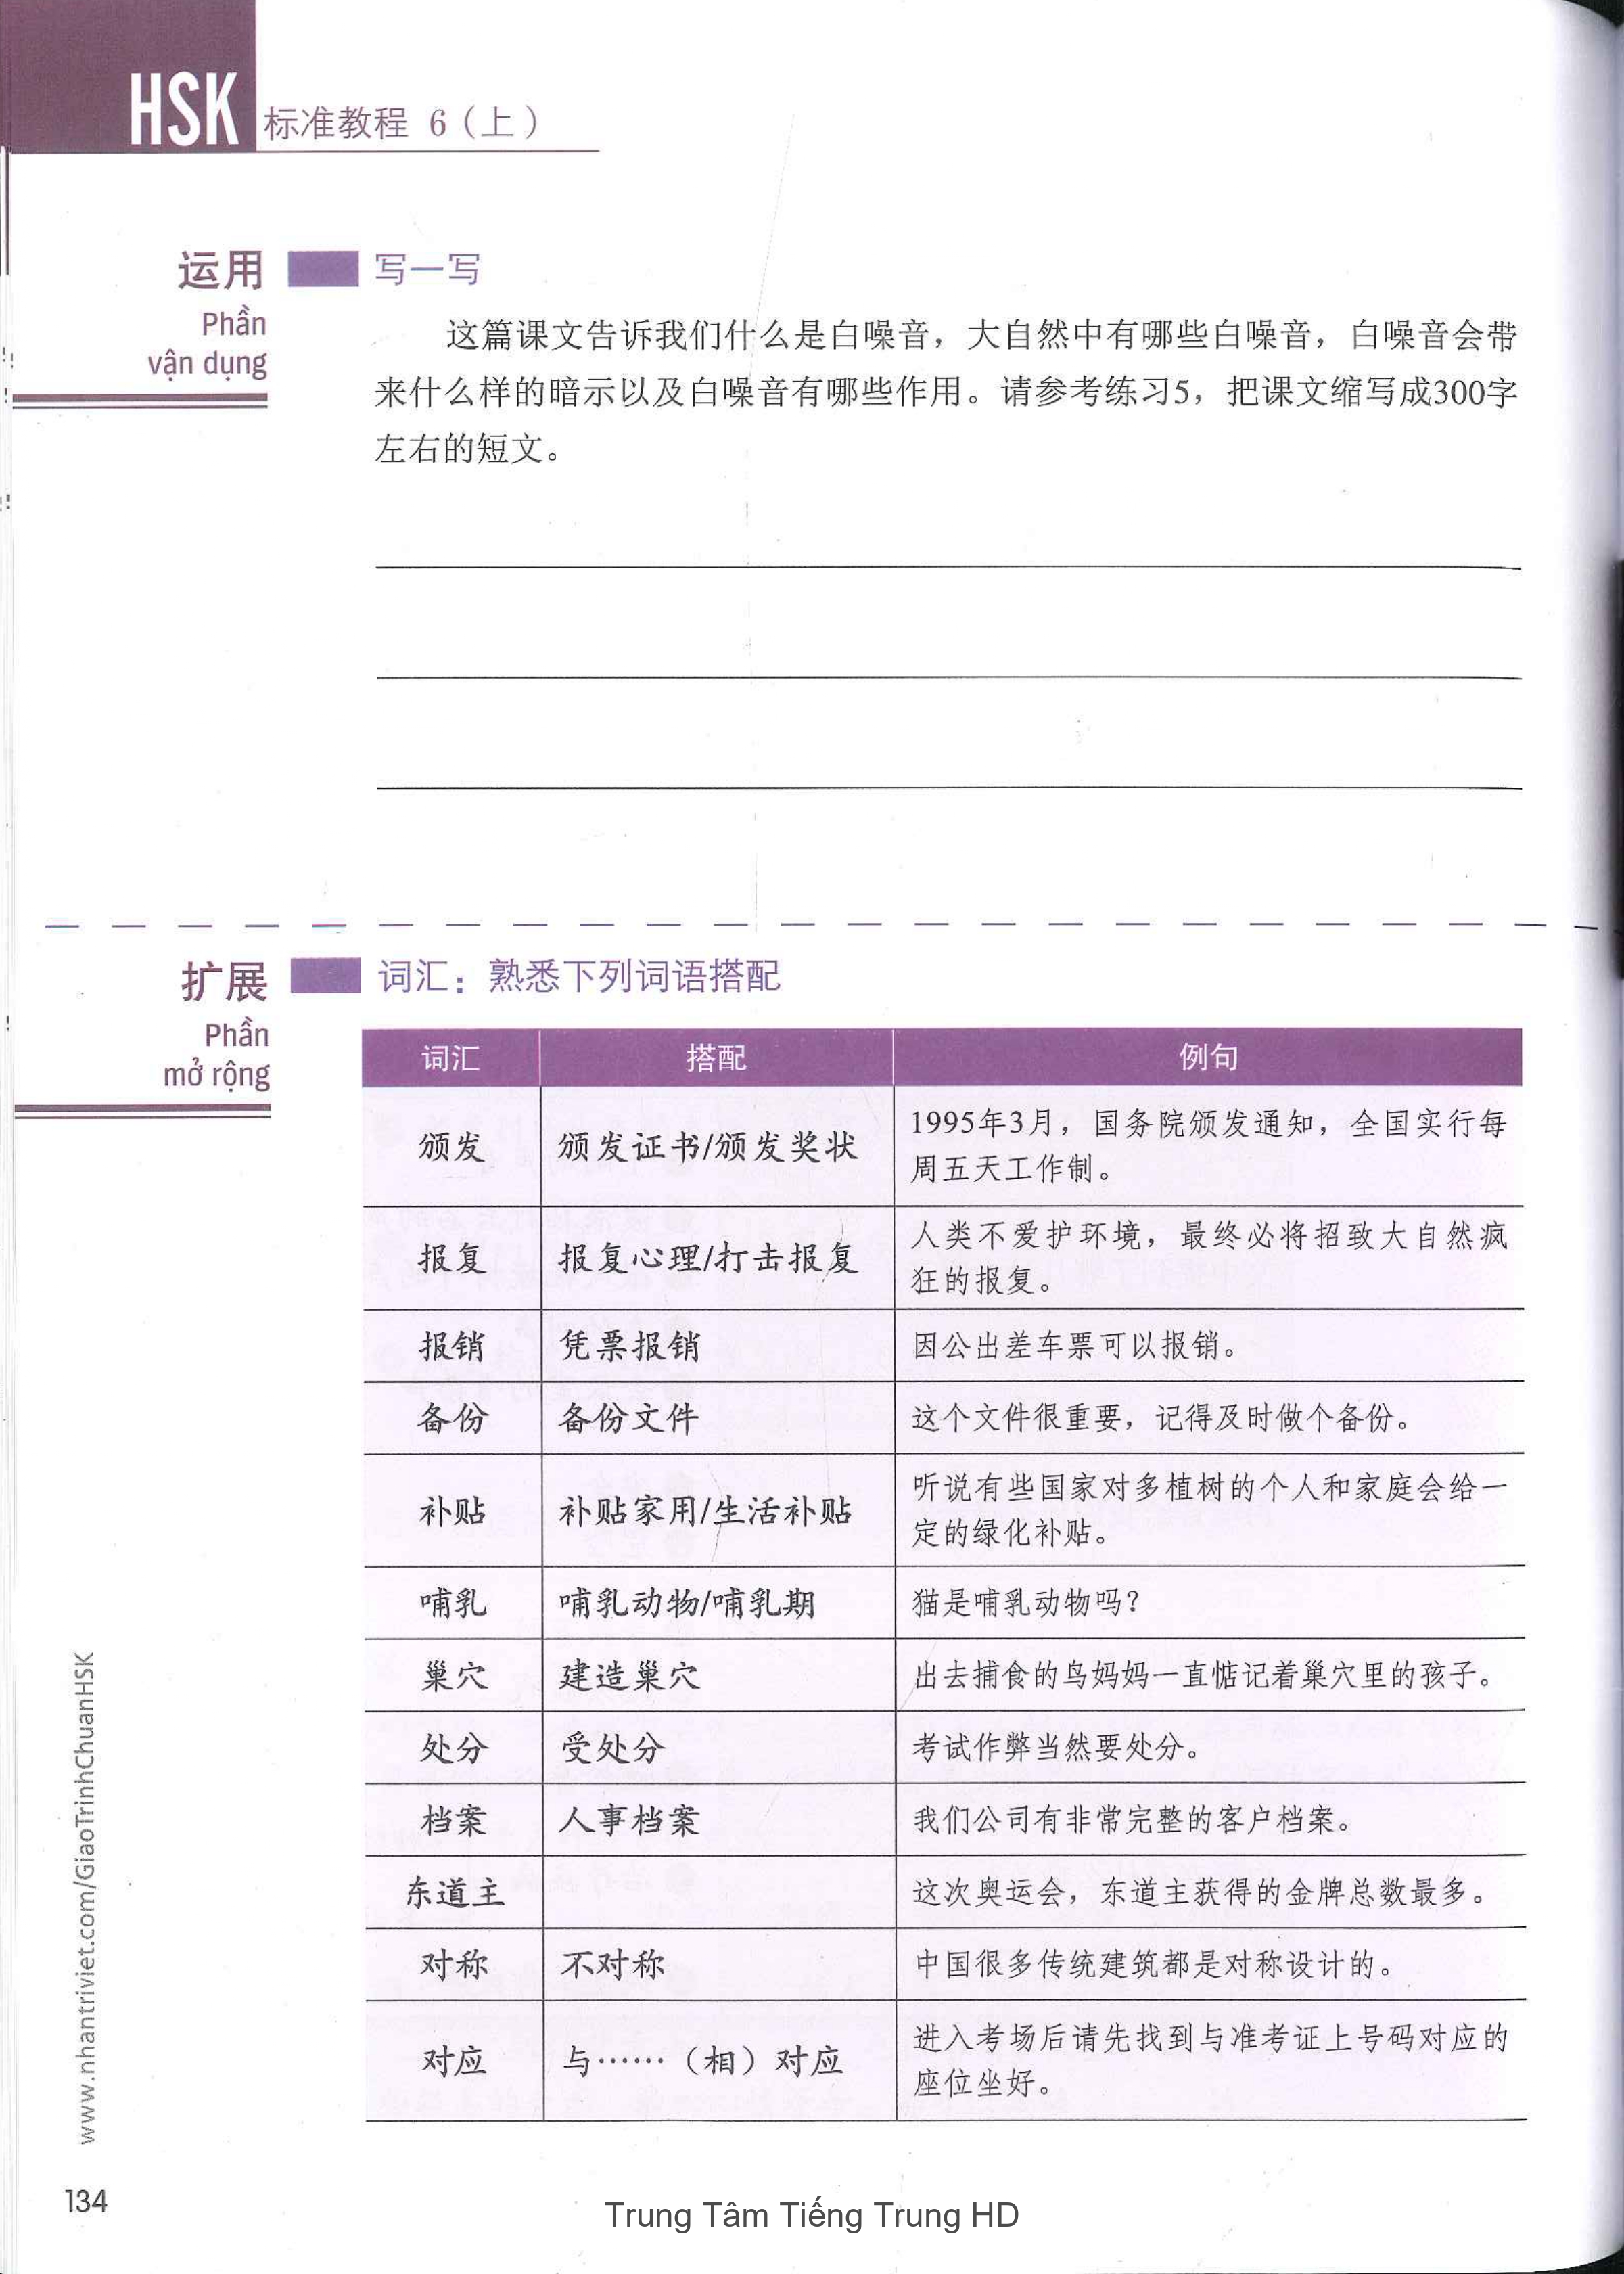 HSK 标准教程 6（上）
运用
Phần
vận dụng
写一写
这篇课文告诉我们什么是白噪音，大自然中有哪些白噪音，白噪音会带
来什么样的暗示以及白噪音有哪些作用。请参考练习5，把课文缩写成300字
左右的短文。
扩展
Phần
mở rộng
词汇：熟悉下列词语搭配
词汇 搭配 例句
颁发 颁发证书/颁发奖状 1995年3月，国务院颁发通知，全国实行每
周五天工作制。
报复 报复心理/打击报复 人类不爱护环境，最终必将招致大自然疯
狂的报复。
报销 凭票报销 因公出差车票可以报销。
备份 备份文件 这个文件很重要，记得及时做个备份。
补贴 补贴家用/生活补贴 听说有些国家对多植树的个人和家庭会给一
定的绿化补贴。
哺乳 哺乳动物/哺乳期 猫是哺乳动物吗？
巢穴 建造巢穴 出去捕食的鸟妈妈一直惦记着巢穴里的孩子。
处分 受处分 考试作弊当然要处分。
档案 人事档案 我们公司有非常完整的客户档案。
东道主 这次奥运会，东道主获得的金牌总数最多。
对称 不对称 中国很多传统建筑都是对称设计的。
对应 与……（相）对应 进入考场后请先找到与准考证上号码对应的
座位坐好。
www.nhantriviet.com/GiaoTrinhChuanHSK
134
Trung Tâm Tiếng Trung HD